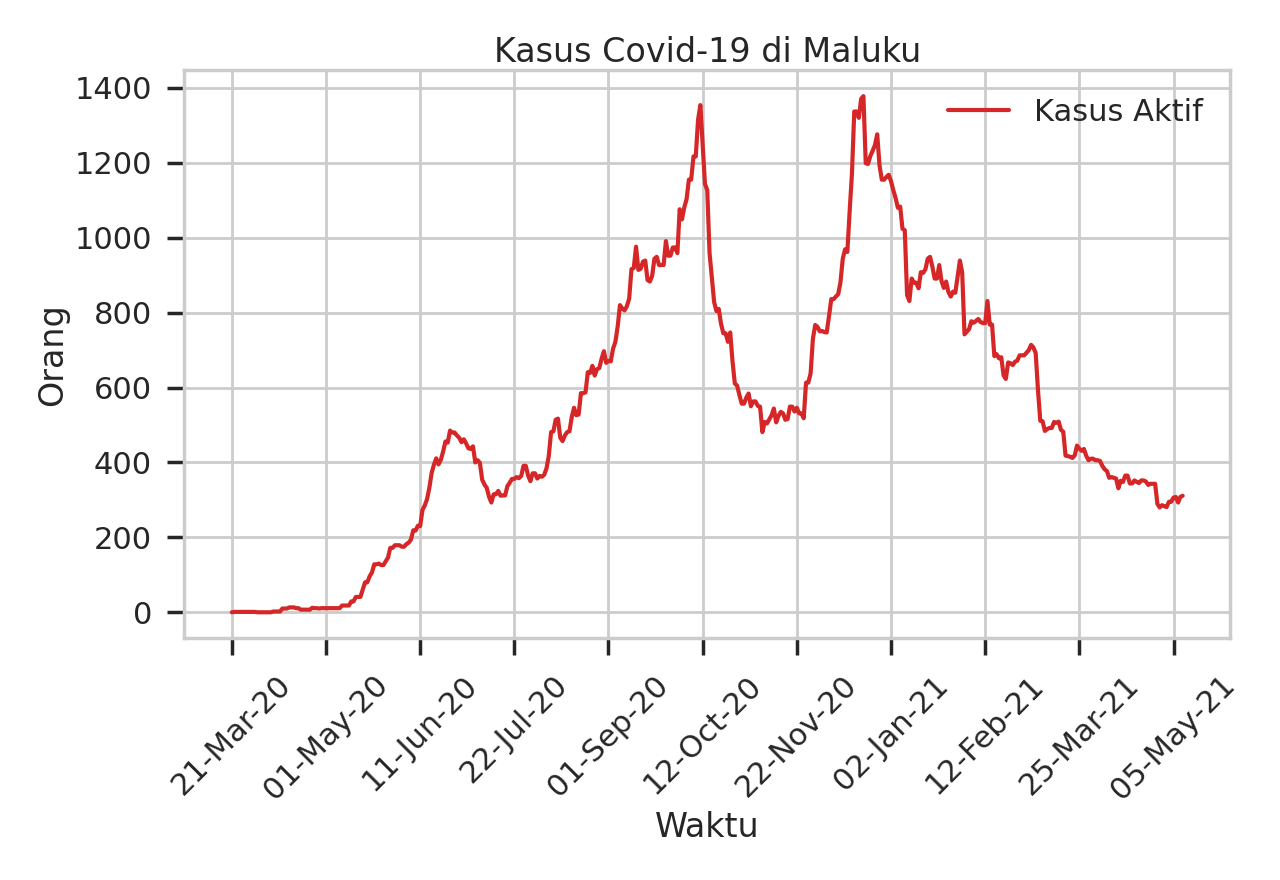 Kasus Covid-19 di Maluku
Kasus Aktif
Orang
1400
1200
1000
800
600
400
200
0
21-Mar-20
01-May-20
11-Jun-20
22-Jul-20
01-Sep-20
12-Oct-20
22-Nov-20
02-Jan-21
12-Feb-21
25-Mar-21
05-May-21
Waktu